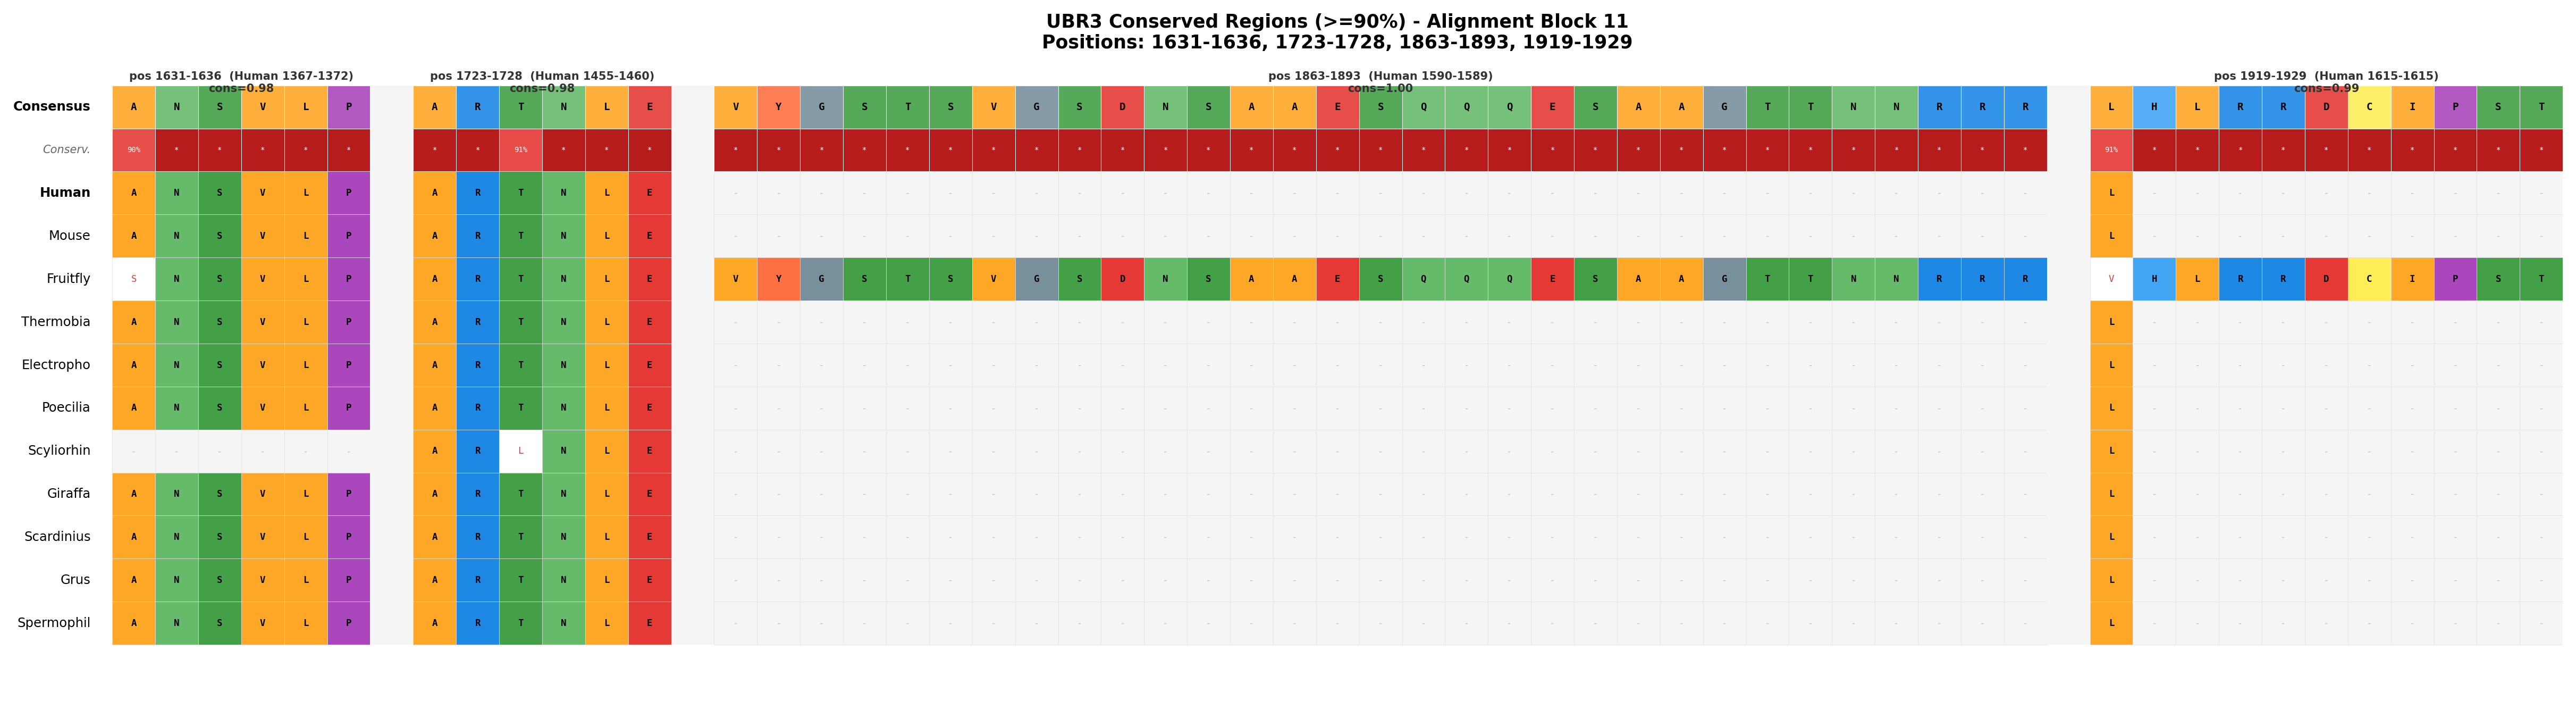 UBR3 Conserved Regions (>=90%) - Alignment Block 11
Positions: 1631-1636, 1723-1728, 1863-1893, 1919-1929
pos 1631-1636 (Human 1367-1372) pos 1723-1728 (Human 1455-1460) pos 1863-1893 (Human 1590-1589) pos 1919-1929 (Human 1615-1615)
cons=0.98 cons=0.98 cons=1.00 cons=0.99
Consensus A N S V L P A R T N L E V Y G S T S V G S D N S A A E S Q Q Q E S A A G T T N N R R R L H L R R D C I P S T
Conserv. 90% * * * * * * * 91% * * * * * * * * * * * * * * * * * * * * * * * * * * * * * * * * * * 91% * * * * * * * * * *
Human A N S V L P A R T N L E - - - - - - - - - - - - - - - - - - - - - - - - - - - - - - - L - - - - - - - - - -
Mouse A N S V L P A R T N L E - - - - - - - - - - - - - - - - - - - - - - - - - - - - - - - L - - - - - - - - - -
Fruitfly S N S V L P A R T N L E V Y G S T S V G S D N S A A E S Q Q Q E S A A G T T N N R R R V H L R R D C I P S T
Thermobia A N S V L P A R T N L E - - - - - - - - - - - - - - - - - - - - - - - - - - - - - - - L - - - - - - - - - -
Electropho A N S V L P A R T N L E - - - - - - - - - - - - - - - - - - - - - - - - - - - - - - - L - - - - - - - - - -
Poecilia A N S V L P A R T N L E - - - - - - - - - - - - - - - - - - - - - - - - - - - - - - - L - - - - - - - - - -
Scyliorhin - - - - - - A R L N L E - - - - - - - - - - - - - - - - - - - - - - - - - - - - - - - L - - - - - - - - - -
Giraffa A N S V L P A R T N L E - - - - - - - - - - - - - - - - - - - - - - - - - - - - - - - L - - - - - - - - - -
Scardinius A N S V L P A R T N L E - - - - - - - - - - - - - - - - - - - - - - - - - - - - - - - L - - - - - - - - - -
Grus A N S V L P A R T N L E - - - - - - - - - - - - - - - - - - - - - - - - - - - - - - - L - - - - - - - - - -
Spermophil A N S V L P A R T N L E - - - - - - - - - - - - - - - - - - - - - - - - - - - - - - - L - - - - - - - - - -